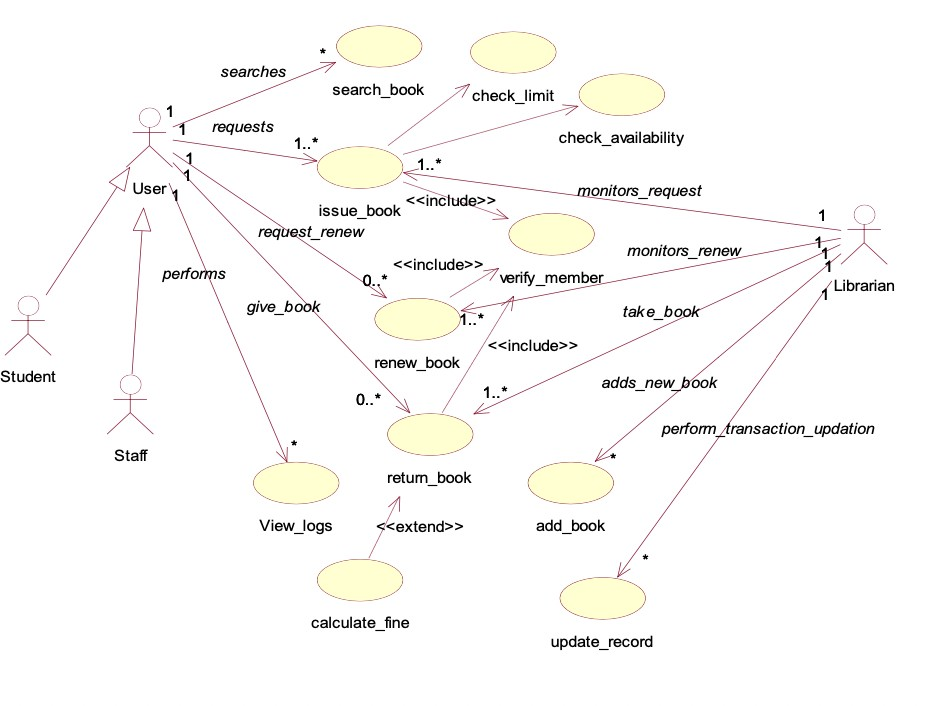 *
searches
search_book
check_limit
1
check_availability
1
requests
1..*
1
1..*
1
monitors_request
User
1
<<include>>
issue_book
1
request_renew
1
monitors_renew
1
<<include>>
1
performs
0..*
verify_member
Librarian
1
give_book
1..*
take_book
<<include>>
renew_book
Student
adds_new_book
0..*
1..*
perform_transaction_updation
*
Staff
*
return_book
View_logs
<<extend>>
add_book
*
calculate_fine
update_record